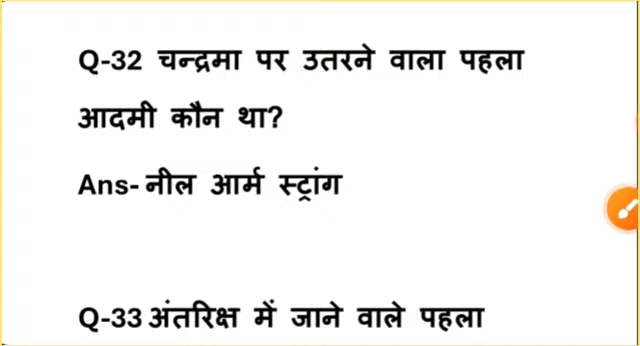 Q-32 चन्द्रमा पर उतरने वाला पहला
आदमी कौन था?
Ans- नील आर्म स्ट्रांग
Q-33 अंतरिक्ष में जाने वाले पहला